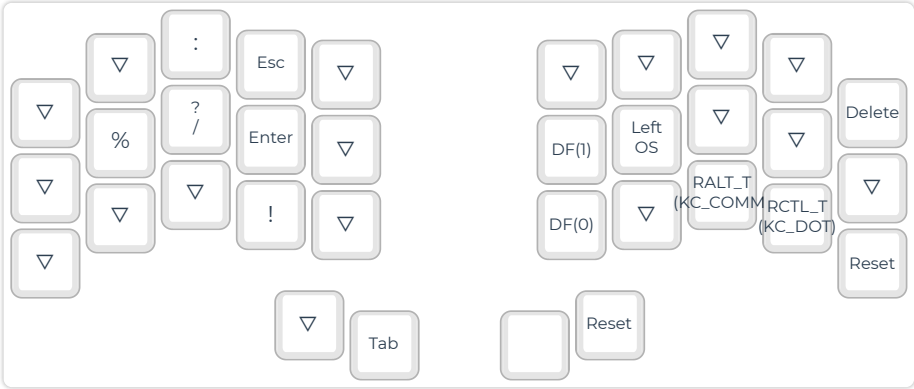 :
Esc
?
/
Enter
%
!
Tab
DF(1)
Left
OS
Delete
RALT_T
(KC_COMM
RCTL_T
(KC_DOT)
DF(0)
Reset
Reset